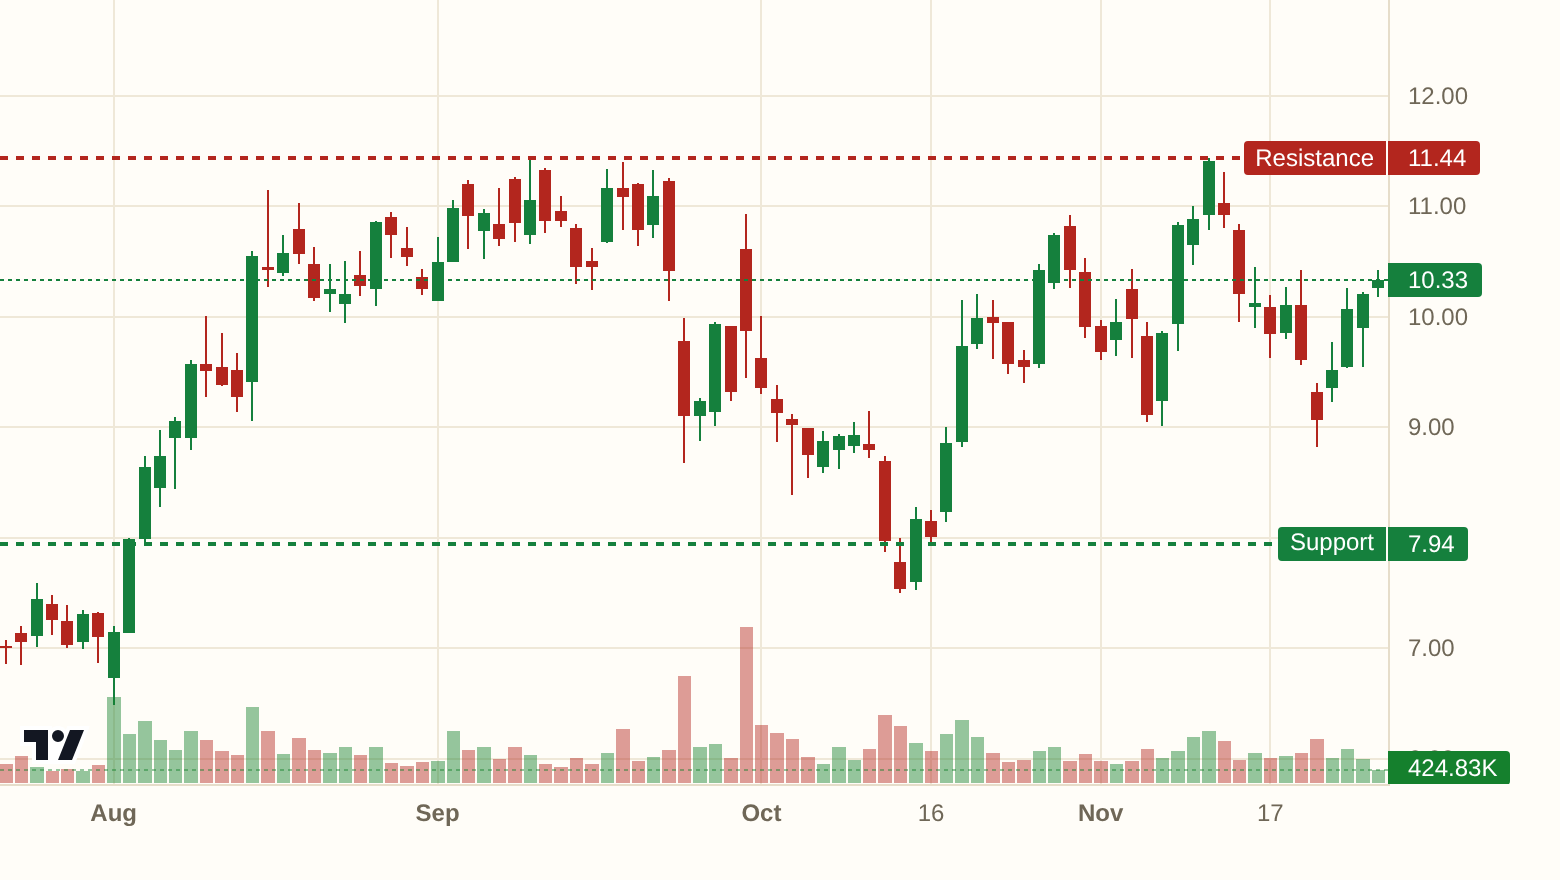 12.00
Resistance 11.44
11.00
10.33
10.00
9.00
Support 7.94
7.00
424.83K
Aug Sep Oct 16 Nov 17